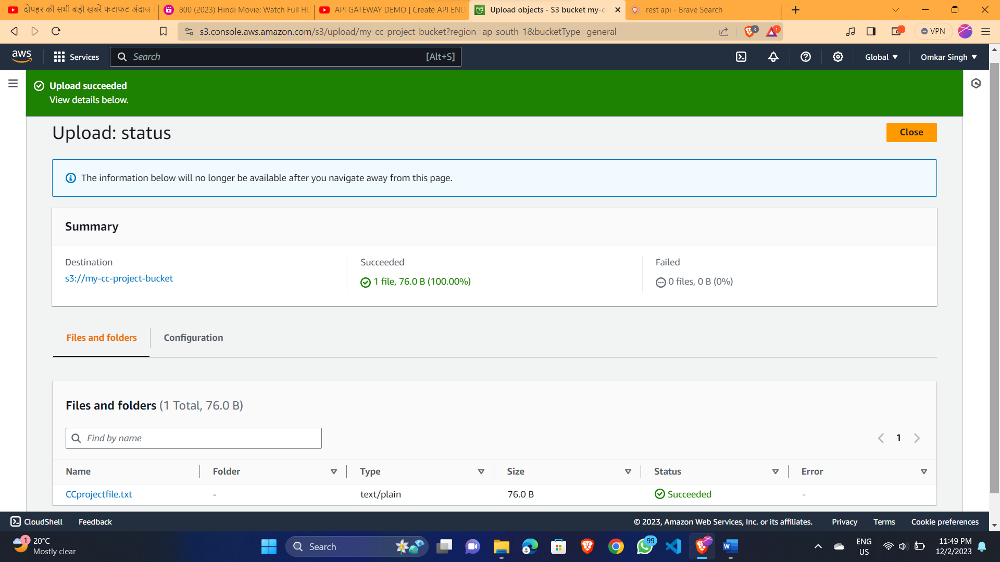 दोपहर की सभी बड़ी खबरें फटाफट अंदाज
800 (2023) Hindi Movie: Watch Full HD
API GATEWAY DEMO | Create API END
Upload objects - S3 bucket my-cc
rest api - Brave Search
s3.console.aws.amazon.com/s3/upload/my-cc-project-bucket?region=ap-south-1&bucketType=general
3
1
VPN
aws
Services
Search
[Alt+S]
Global
Omkar Singh
Upload succeeded
View details below.
Upload: status
Close
The information below will no longer be available after you navigate away from this page.
Summary
Destination
Succeeded
Failed
s3://my-cc-project-bucket
1 file, 76.0 B (100.00%)
0 files, 0 B (0%)
Files and folders
Configuration
Files and folders (1 Total, 76.0 B)
Find by name
1
Name
Folder
Type
Size
Status
Error
CCprojectfile.txt
-
text/plain
76.0 B
Succeeded
-
CloudShell
Feedback
© 2023, Amazon Web Services, Inc. or its affiliates.
Privacy
Terms
Cookie preferences
1
20°C
Mostly clear
Search
99
ENG
US
11:49 PM
12/2/2023